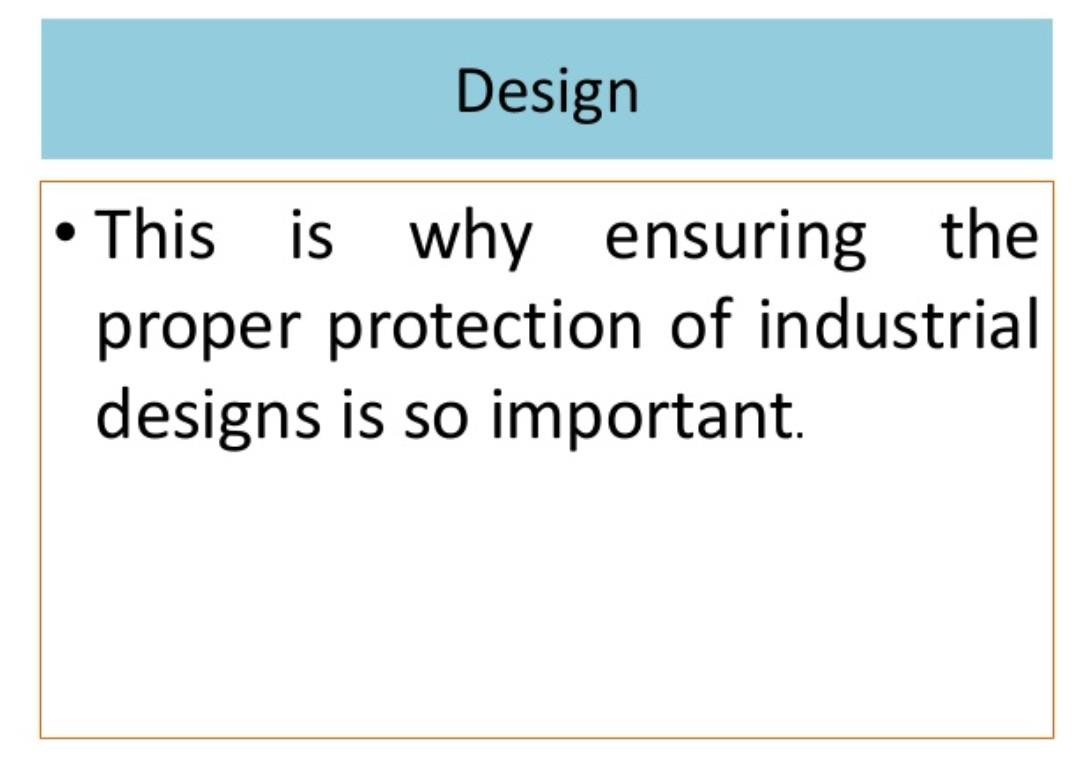 Design
• This is why ensuring the
proper protection of industrial
designs is so important.